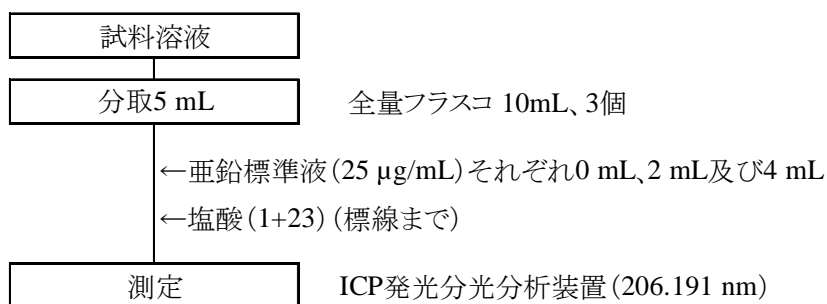 試料溶液
分取5 mL 全量フラスコ 10mL、3個
←亜鉛標準液(25 µg/mL)それぞれ0 mL、2 mL及び4 mL
←塩酸(1+23) (標線まで)
測定 ICP発光分光分析装置(206.191 nm)